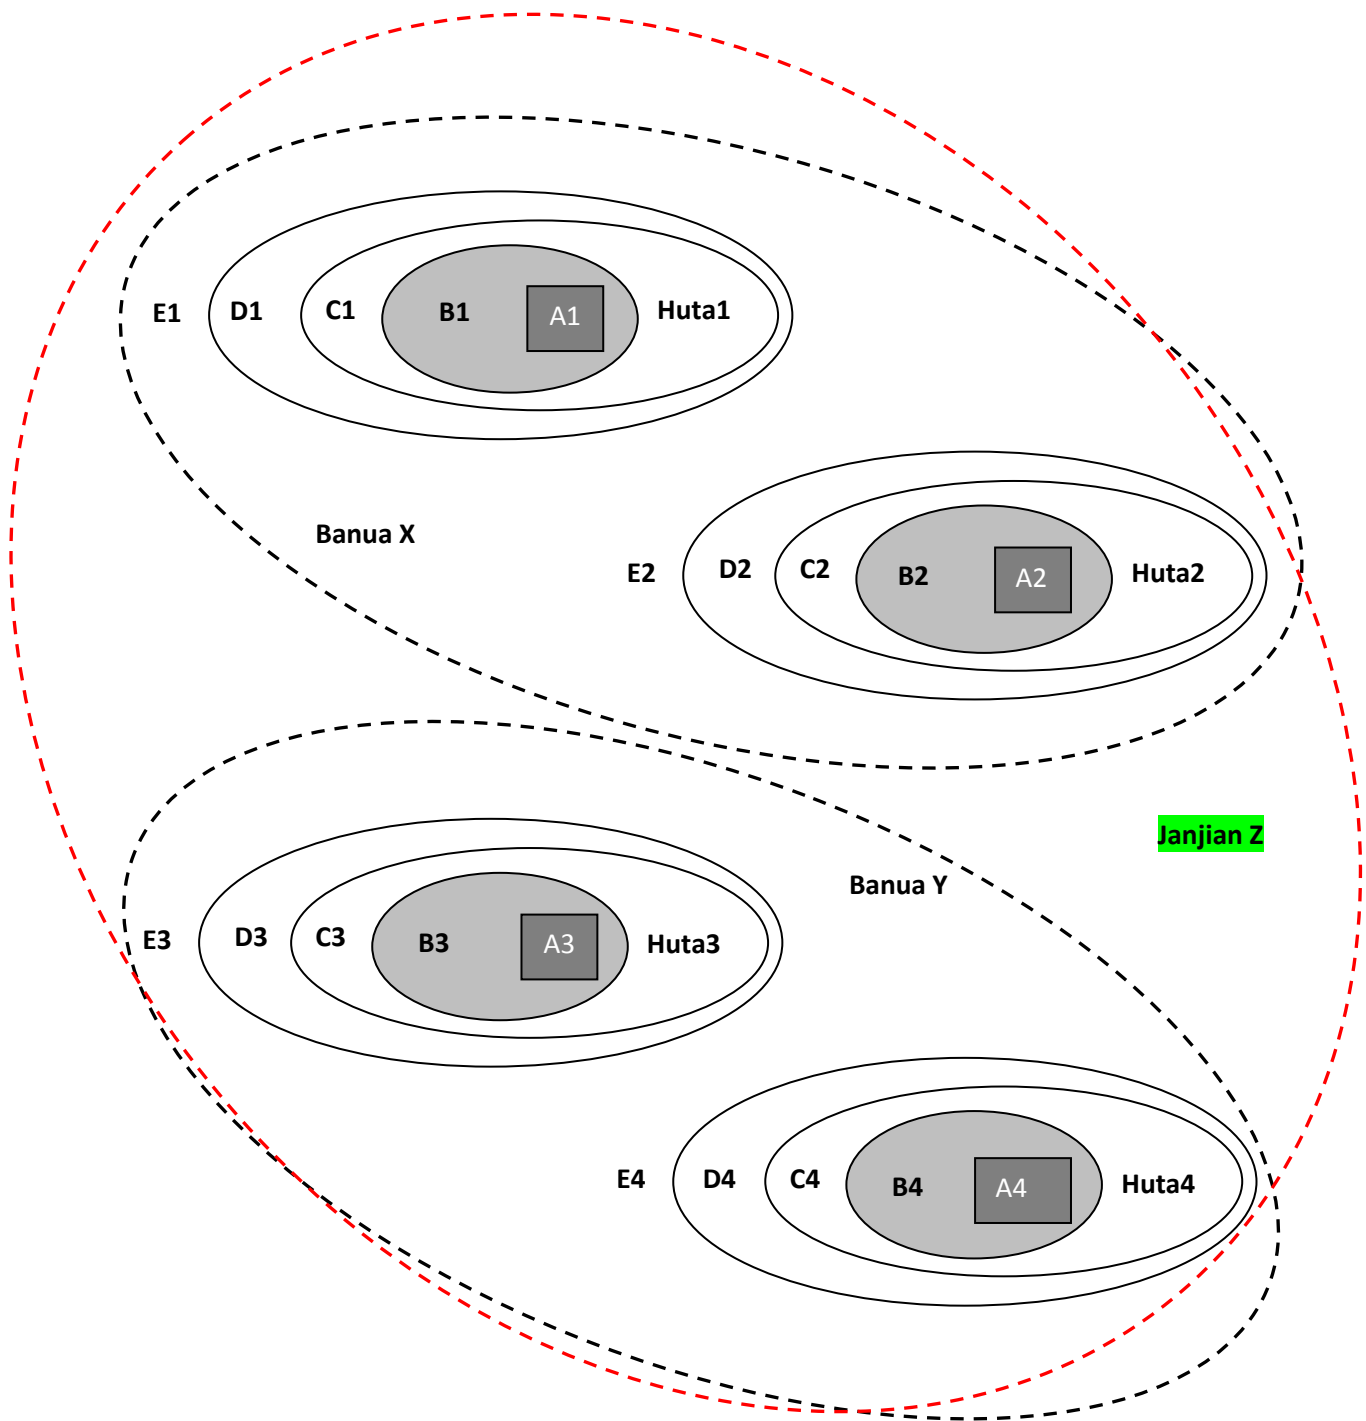 E1 D1 C1 B1 A1 Huta1
Banua X
E2 D2 C2 B2 A2 Huta2
Janjian Z
Banua Y
E3 D3 C3 B3 A3 Huta3
E4 D4 C4 B4 A4 Huta4